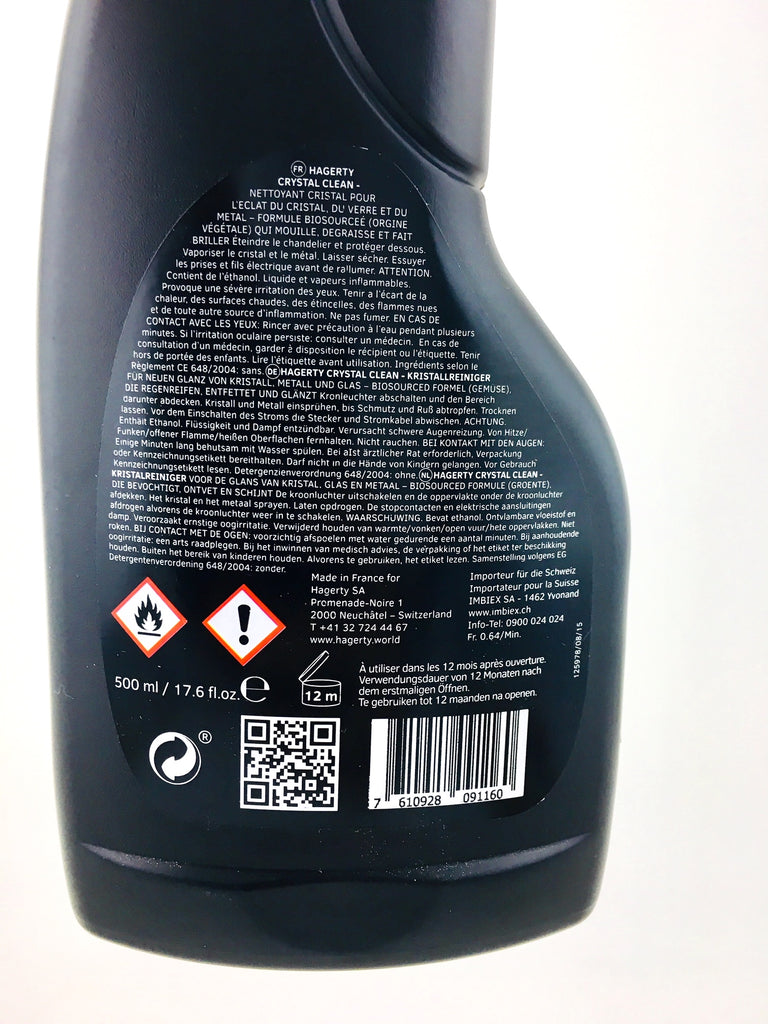 FR HAGERTY
CRYSTAL CLEAN -
NETTOYANT CRISTAL POUR
L'ECLAT DU CRISTAL, DU VERRE ET DU
METAL – FORMULE BIOSOURCEÉ (ORGINE
VÉGÉTALE) QUI MOUILLE, DEGRAISSE ET FAIT
BRILLER Éteindre le chandelier et protéger dessous.
Vaporiser le cristal et le métal. Laisser sécher. Essuyer
les prises et fils électrique avant de rallumer. ATTENTION.
Contient de l'éthanol. Liquide et vapeurs inflammables.
Provoque une sévère irritation des yeux. Tenir a l'écart de la
chaleur, des surfaces chaudes, des étincelles, des flammes nues
et de toute autre source d'inflammation. Ne pas fumer. EN CAS DE
CONTACT AVEC LES YEUX: Rincer avec précaution à l'eau pendant plusieurs
minutes. Si l'irritation oculaire persiste: consulter un médecin. En cas de
consultation d'un médecin, garder à disposition le récipient ou l'étiquette. Tenir
hors de portée des enfants. Lire l'étiquette avant utilisation. Ingrédients selon le
Règlement CE 648/2004: sans. DE HAGERTY CRYSTAL CLEAN - KRISTALLREINIGER
FÜR NEUEN GLANZ VON KRISTALL, METALL UND GLAS – BIOSOURCED FORMEL (GEMUSE),
DIE REGENREIFEN, ENTFETTET UND GLÄNZT Kronleuchter abschalten und den Bereich
darunter abdecken. Kristall und Metall einsprühen, bis Schmutz und Ruß abtropfen. Trocknen
lassen. Vor dem Einschalten des Stroms die Stecker und Stromkabel abwischen. ACHTUNG.
Enthält Ethanol. Flüssigkeit und Dampf entzündbar. Verursacht schwere Augenreizung. Von Hitze/
Funken/offener Flamme/heißen Oberflächen fernhalten. Nicht rauchen. BEI KONTAKT MIT DEN AUGEN:
Einige Minuten lang behutsam mit Wasser spülen. Bei aIst ärztlicher Rat erforderlich, Verpackung
oder Kennzeichnungsetikett bereithalten. Darf nicht in die Hände von Kindern gelangen. Vor Gebrauch
Kennzeichnungsetikett lesen. Detergenzienverordnung 648/2004: ohne. NL HAGERTY CRYSTAL CLEAN -
KRISTALREINIGER VOOR DE GLANS VAN KRISTAL, GLAS EN METAAL – BIOSOURCED FORMULE (GROENTE),
DIE BEVOCHTIGT, ONTVET EN SCHIJNT De kroonluchter uitschakelen en de oppervlakte onder de kroonluchter
afdekken. Het kristal en het metaal sprayen. Laten opdrogen. De stopcontacten en elektrische aansluitingen
afdrogen alvorens de kroonluchter weer in te schakelen. WAARSCHUWING. Bevat ethanol. Ontvlambare vloeistof en
damp. Veroorzaakt ernstige oogirritatie. Verwijderd houden van warmte/vonken/open vuur/hete oppervlakken. Niet
roken. BIJ CONTACT MET DE OGEN: voorzichtig afspoelen met water gedurende een aantal minuten. Bij aanhoudende
oogirritatie: een arts raadplegen. Bij het inwinnen van medisch advies, de verpakking of het etiket ter beschikking
houden. Buiten het bereik van kinderen houden. Alvorens te gebruiken, het etiket lezen. Samenstelling volgens EG
Detergentenverordening 648/2004: zonder.
Made in France for
Hagerty SA
Promenade-Noire 1
2000 Neuchâtel – Switzerland
T +41 32 724 44 67
www.hagerty.world
Importeur für die Schweiz
Importateur pour la Suisse
IMBIEX SA - 1462 Yvonand
www.imbiex.ch
Info-Tel: 0900 024 024
Fr. 0.64/Min.
125978/08/15
500 ml / 17.6 fl.oz. ℮
12 m
À utiliser dans les 12 mois après ouverture.
Verwendungsdauer von 12 Monaten nach
dem erstmaligen Öffnen.
Te gebruiken tot 12 maanden na openen.
®
7 610928 091160